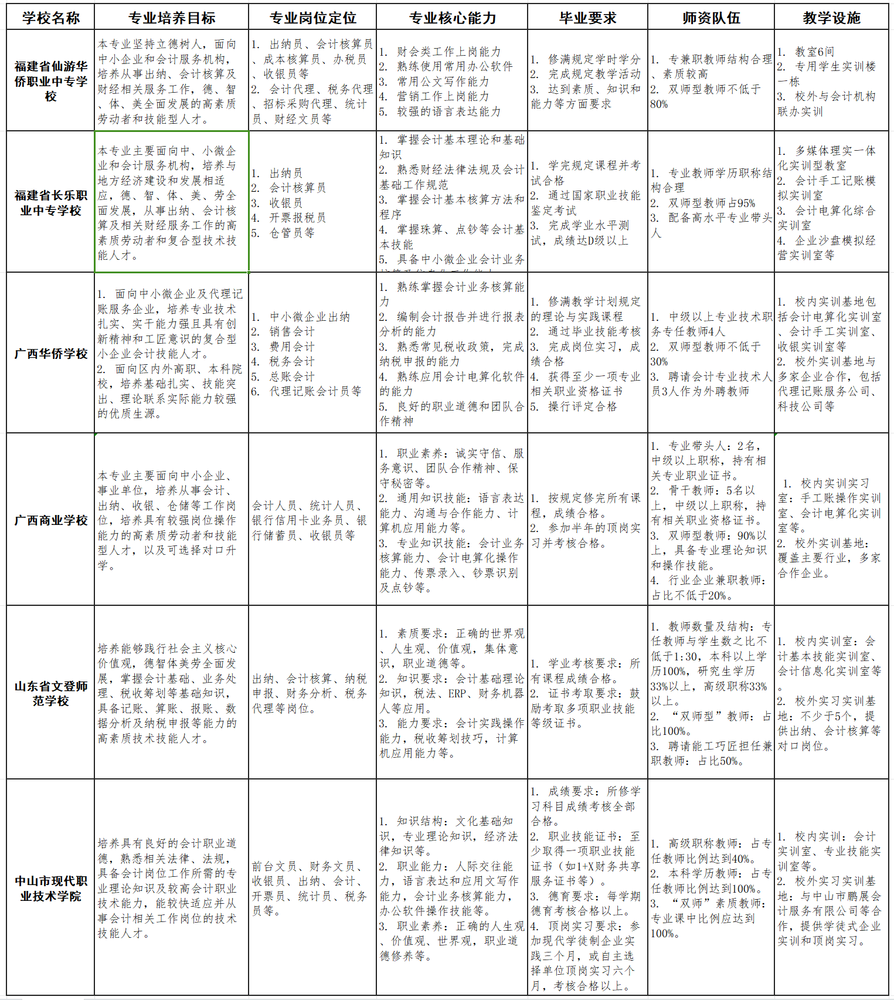 学校名称
专业培养目标
专业岗位定位
专业核心能力
毕业要求
师资队伍
教学设施
福建省仙游华
侨职业中专学
校
本专业坚持立德树人，面向
中小企业和会计服务机构，
培养从事出纳、会计核算及
财经相关服务工作，德、智
、体、美全面发展的高素质
劳动者和技能型人才。
1. 出纳员、会计核算员
、成本核算员、办税员
、收银员等
2. 会计代理、税务代理
、招标采购代理、统计
员、财经文员等
1. 财会类工作上岗能力
2. 熟练使用常用办公软件
3. 常用公文写作能力
4. 营销工作上岗能力
5. 较强的语言表达能力
1. 修满规定学时学分
2. 完成规定教学活动
3. 达到素质、知识和
能力等方面要求
1. 专兼职教师结构合理
、素质较高
2. 双师型教师不低于
80%
1. 教室6间
2. 专用学生实训楼
一栋
3. 校外与会计机构
联办实训
福建省长乐职
业中专学校
本专业主要面向中、小微企
业和会计服务机构，培养与
地方经济建设和发展相适
应，德、智、体、美、劳全
面发展，从事出纳、会计核
算及相关财经服务工作的高
素质劳动者和复合型技术技
能人才。
1. 出纳员
2. 会计核算员
3. 收银员
4. 开票报税员
5. 仓管员等
1. 掌握会计基本理论和基础
知识
2. 熟悉财经法律法规及会计
基础工作规范
3. 掌握会计基本核算方法和
程序
4. 掌握珠算、点钞等会计基
本技能
5. 具备中小微企业会计业务
1. 学完规定课程并考
试合格
2. 通过国家职业技能
鉴定考试
3. 完成学业水平测
试，成绩达D级以上
1. 专业教师学历职称结
构合理
2. 双师型教师占95%
3. 配备高水平专业带头
人
1. 多媒体理实一体
化实训型教室
2. 会计手工记账模
拟实训室
3. 会计电算化综合
实训室
4. 企业沙盘模拟经
营实训室等
广西华侨学校
1. 面向中小微企业及代理记
账服务企业，培养专业技术
扎实、实干能力强且具有创
新精神和工匠意识的复合型
小企业会计技能人才。
2. 面向区内外高职、本科院
校，培养基础扎实、技能突
出、理论联系实际能力较强
的优质生源。
1. 中小微企业出纳
2. 销售会计
3. 费用会计
4. 税务会计
5. 总账会计
6. 代理记账会计员等
1. 熟练掌握会计业务核算能
力
2. 编制会计报告并进行报表
分析的能力
3. 熟悉常见税收政策，完成
纳税申报的能力
4. 熟练应用会计电算化软件
的能力
5. 良好的职业道德和团队合
作精神
1. 修满教学计划规定
的理论与实践课程
2. 通过毕业技能考核
3. 完成岗位实习，成
绩合格
4. 获得至少一项专业
相关职业资格证书
5. 操行评定合格
1. 中级以上专业技术职
务专任教师4人
2. 双师型教师不低于
30%
3. 聘请会计专业技术人
员3人作为外聘教师
1. 校内实训基地包
括会计电算化实训室
、会计手工实训室、
收银实训室等
2. 校外实训基地与
多家企业合作，包括
代理记账服务公司、
科技公司等
广西商业学校
本专业主要面向中小企业、
事业单位，培养从事会计、
出纳、收银、仓储等工作岗
位，培养具有较强岗位操作
能力的高素质劳动者和技能
型人才，以及可选择对口升
学。
会计人员、统计人员、
银行信用卡业务员、银
行储蓄员、收银员等
1. 职业素养：诚实守信、服
务意识、团队合作精神、保
守秘密等。
2. 通用知识技能：语言表达
能力、沟通与合作能力、计
算机应用能力等。
3. 专业知识技能：会计业务
核算能力、会计电算化操作
能力、传票录入、钞票识别
及点钞等。
1. 按规定修完所有课
程，成绩合格。
2. 参加半年的顶岗实
习并考核合格。
1. 专业带头人：2名，
中级以上职称，持有相
关专业职业证书。
2. 骨干教师：5名以
上，中级以上职称，持
有相关职业资格证书。
3. 双师型教师：90%以
上，具备专业理论知识
和操作技能。
4. 行业企业兼职教师：
占比不低于20%。
1. 校内实训实习
室：手工账操作实训
室、会计电算化实训
室等。
2. 校外实训基地：
覆盖主要行业，多家
合作企业。
山东省文登师
范学校
培养能够践行社会主义核心
价值观，德智体美劳全面发
展，掌握会计基础、业务处
理、税收筹划等基础知识，
具备记账、算账、报账、数
据分析及纳税申报等能力的
高素质技术技能人才。
出纳、会计核算、纳税
申报、财务分析、税务
代理等岗位。
1. 素质要求：正确的世界观
、人生观、价值观，集体意
识，职业道德等。
2. 知识要求：会计基础理论
知识，税法、ERP、财务机器
人等应用。
3. 能力要求：会计实践操作
能力，税收筹划技巧，计算
机应用能力等。
1. 学业考核要求：所
有课程成绩合格。
2. 证书考取要求：鼓
励考取多项职业技能
等级证书。
1. 教师数量及结构：专
任教师与学生数之比不
低于1:30，本科以上学
历100%，研究生学历
33%以上，高级职称33%
以上。
2. “双师型”教师：占
比100%。
3. 聘请能工巧匠担任兼
职教师：占比50%。
1. 校内实训室：会
计基本技能实训室、
会计信息化实训室等
。
2. 校外实习实训基
地：不少于5个，提
供出纳、会计核算等
对口岗位。
中山市现代职
业技术学院
培养具有良好的会计职业道
德，熟悉相关法律、法规，
具备会计岗位工作所需的专
业理论知识及较高会计职业
技术能力，能较快适应并从
事会计相关工作岗位的技术
技能人才。
前台文员、财务文员、
收银员、出纳、会计、
开票员、统计员、税务
员等。
1. 知识结构：文化基础知
识，专业理论知识，经济法
律知识等。
2. 职业能力：人际交往能
力，语言表达和应用文写作
能力，会计业务核算能力，
办公软件操作技能等。
3. 职业素养：正确的人生观
、价值观、世界观，职业道
德修养等。
1. 成绩要求：所修学
习科目成绩考核全部
合格。
2. 职业技能证书：至
少取得一项职业技能
证书（如1+X财务共享
服务证书等）。
3. 德育要求：每学期
德育考核合格以上。
4. 顶岗实习要求：参
加现代学徒制企业实
践三个月，或自主选
择单位顶岗实习六个
月，考核合格以上。
1. 高级职称教师：占专
任教师比例达到40%。
2. 本科学历教师：占专
任教师比例达到100%。
3. “双师”素质教师：
专业课中比例应达到
100%。
1. 校内实训：会计
实训室、专业技能实
训室等。
2. 校外实习实训基
地：与中山市鹏展会
计服务有限公司等合
作，提供学徒式企业
实训和顶岗实习。